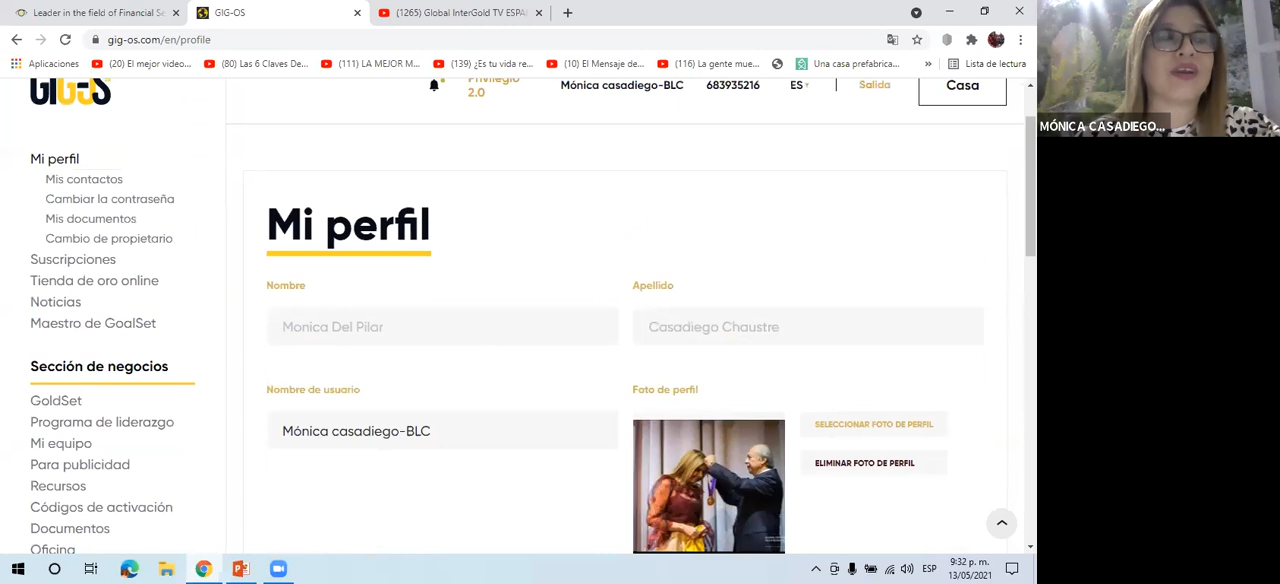 Leader in the field of Financial Se
GIG-OS
(1265) Global InterGold TV ESPA
gig-os.com/en/profile
Aplicaciones
(20) El mejor video...
(80) Las 6 Claves De...
(111) LA MEJOR M...
(139) ¿Es tu vida re...
(10) El Mensaje de...
(116) La gente mue...
Una casa prefabrica...
»
Lista de lectura
GIG-OS
Privilegio
2.0
Mónica casadiego-BLC
683935216
ES
Salida
Casa
MÓNICA CASADIEGO...
Mi perfil
Mis contactos
Cambiar la contraseña
Mis documentos
Cambio de propietario
Suscripciones
Tienda de oro online
Noticias
Maestro de GoalSet
Sección de negocios
GoldSet
Programa de liderazgo
Mi equipo
Para publicidad
Recursos
Códigos de activación
Documentos
Oficina
Mi perfil
Nombre
Apellido
Monica Del Pilar
Casadiego Chaustre
Nombre de usuario
Foto de perfil
Mónica casadiego-BLC
SELECCIONAR FOTO DE PERFIL
ELIMINAR FOTO DE PERFIL
ESP
9:32 p. m.
13/05/2021